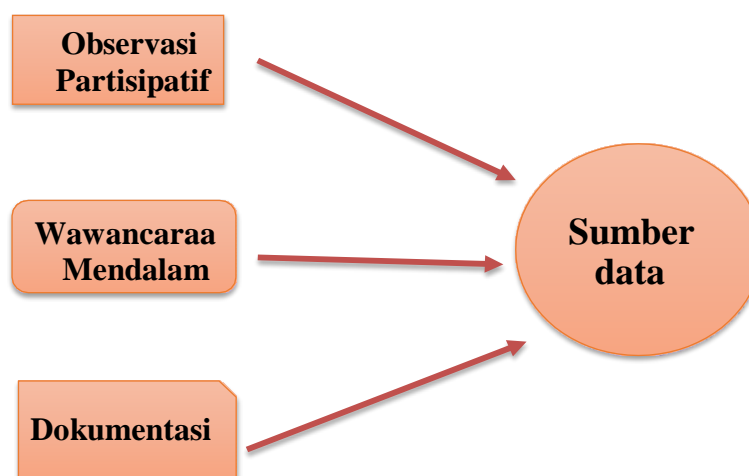 Observasi
Partisipatif
Wawancaraa
Mendalam
Sumber
data
Dokumentasi